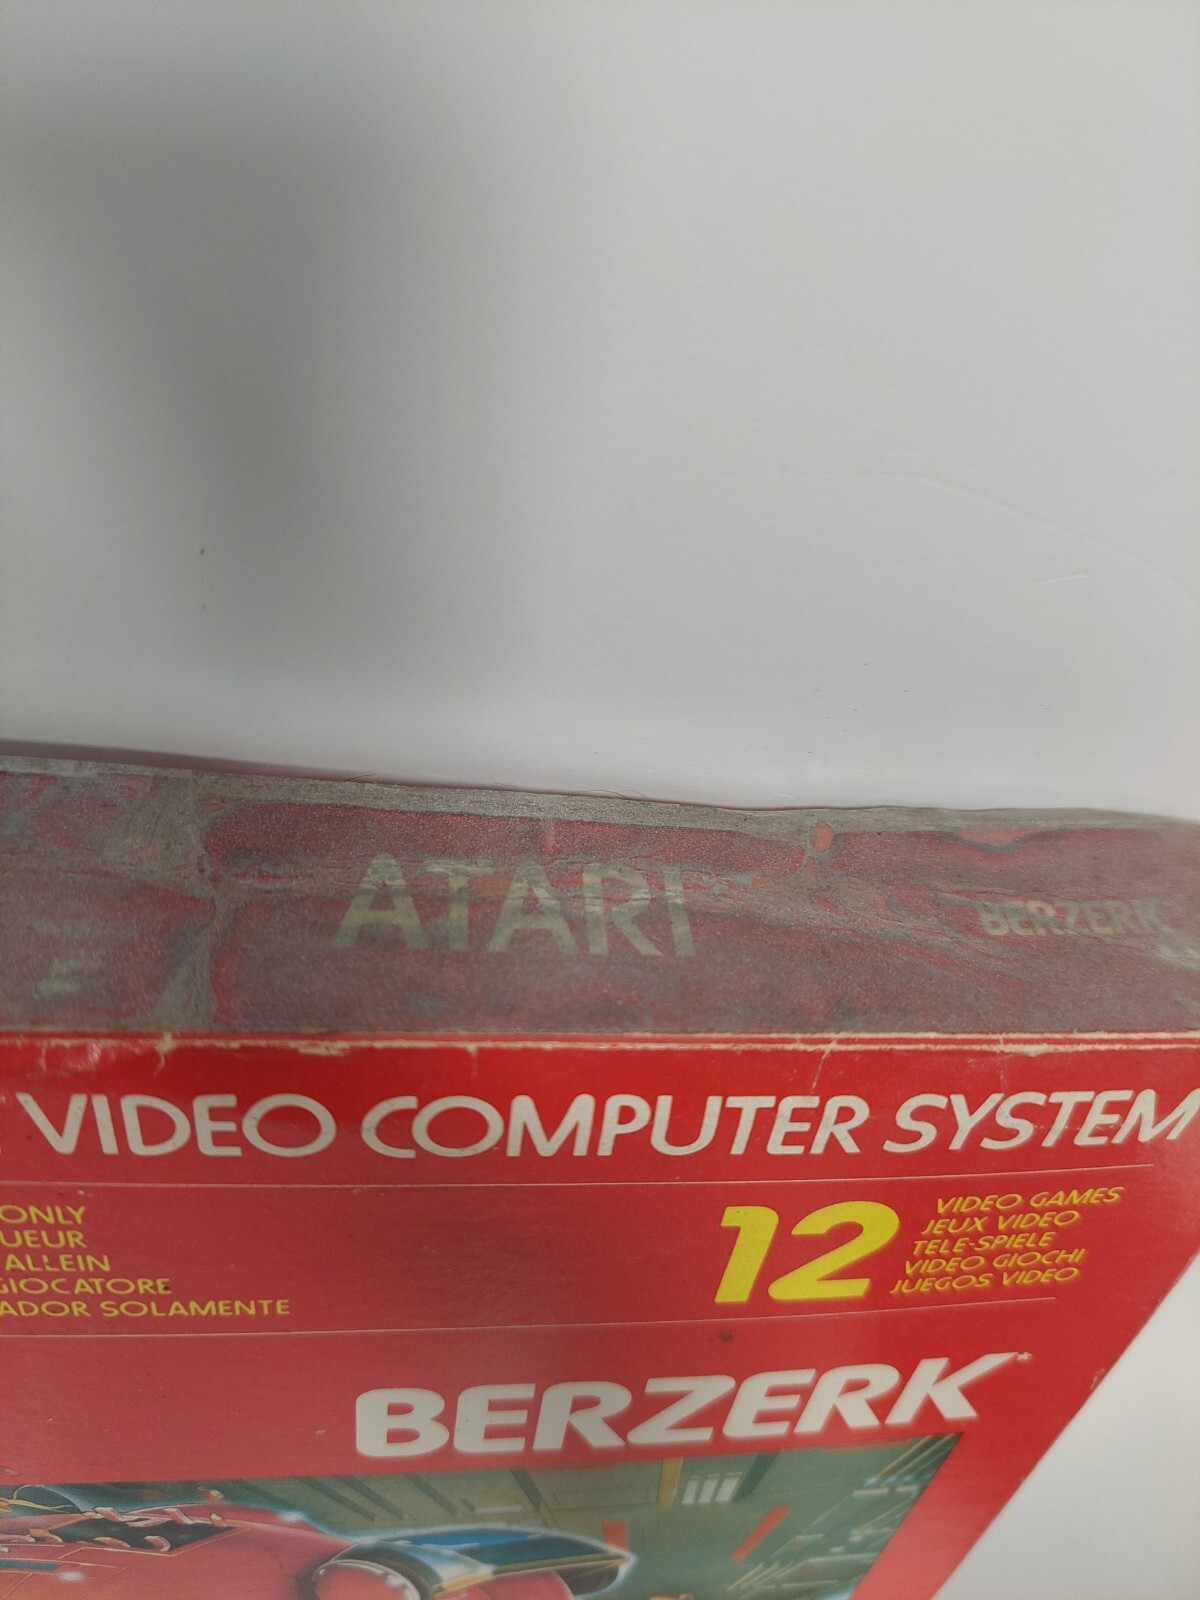 ATARI
BERZERK
VIDEO COMPUTER SYSTEM
ONLY
UEUR
ALLEIN
GIOCATORE
ADOR SOLAMENTE
12
VIDEO GAMES
JEUX VIDEO
TELE-SPIELE
VIDEO GIOCHI
JUEGOS VIDEO
BERZERK*